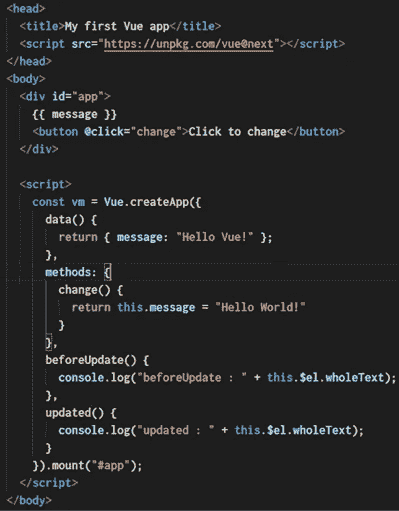 <head>
  <title>My first Vue app</title>
  <script src="https://unpkg.com/vue@next"></script>
</head>
<body>
  <div id="app">
    {{ message }}
    <button @click="change">Click to change</button>
  </div>

  <script>
    const vm = Vue.createApp({
      data() {
        return { message: "Hello Vue!" };
      },
      methods: {
        change() {
          return this.message = "Hello World!"
        }
      },
      beforeUpdate() {
        console.log("beforeUpdate : " + this.$el.wholeText);
      },
      updated() {
        console.log("updated : " + this.$el.wholeText);
      }
    }).mount("#app");
  </script>
</body>